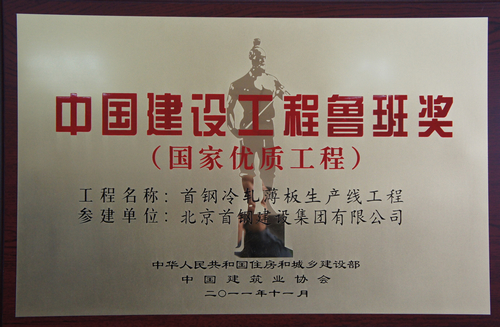 中国建设工程鲁班奖
（国家优质工程）
工程名称：首钢冷轧薄板生产线工程
参建单位：北京首钢建设集团有限公司
中华人民共和国住房和城乡建设部
中国建筑业协会
二〇一一年十一月